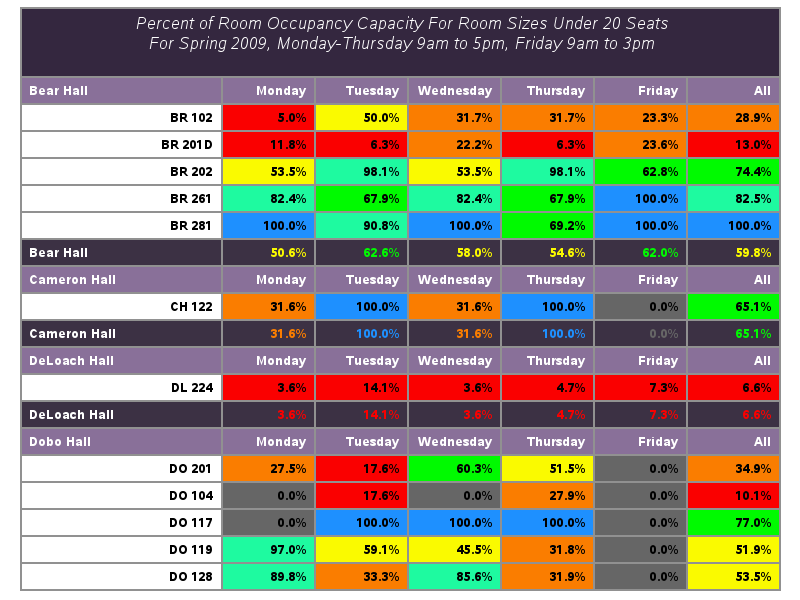 Percent of Room Occupancy Capacity For Room Sizes Under 20 Seats
For Spring 2009, Monday-Thursday 9am to 5pm, Friday 9am to 3pm
Bear Hall Monday Tuesday Wednesday Thursday Friday All
BR 102 5.0% 50.0% 31.7% 31.7% 23.3% 28.9%
BR 201D 11.8% 6.3% 22.2% 6.3% 23.6% 13.0%
BR 202 53.5% 98.1% 53.5% 98.1% 62.8% 74.4%
BR 261 82.4% 67.9% 82.4% 67.9% 100.0% 82.5%
BR 281 100.0% 90.8% 100.0% 69.2% 100.0% 100.0%
Bear Hall 50.6% 62.6% 58.0% 54.6% 62.0% 59.8%
Cameron Hall Monday Tuesday Wednesday Thursday Friday All
CH 122 31.6% 100.0% 31.6% 100.0% 0.0% 65.1%
Cameron Hall 31.6% 100.0% 31.6% 100.0% 0.0% 65.1%
DeLoach Hall Monday Tuesday Wednesday Thursday Friday All
DL 224 3.6% 14.1% 3.6% 4.7% 7.3% 6.6%
DeLoach Hall 3.6% 14.1% 3.6% 4.7% 7.3% 6.6%
Dobo Hall Monday Tuesday Wednesday Thursday Friday All
DO 201 27.5% 17.6% 60.3% 51.5% 0.0% 34.9%
DO 104 0.0% 17.6% 0.0% 27.9% 0.0% 10.1%
DO 117 0.0% 100.0% 100.0% 100.0% 0.0% 77.0%
DO 119 97.0% 59.1% 45.5% 31.8% 0.0% 51.9%
DO 128 89.8% 33.3% 85.6% 31.9% 0.0% 53.5%